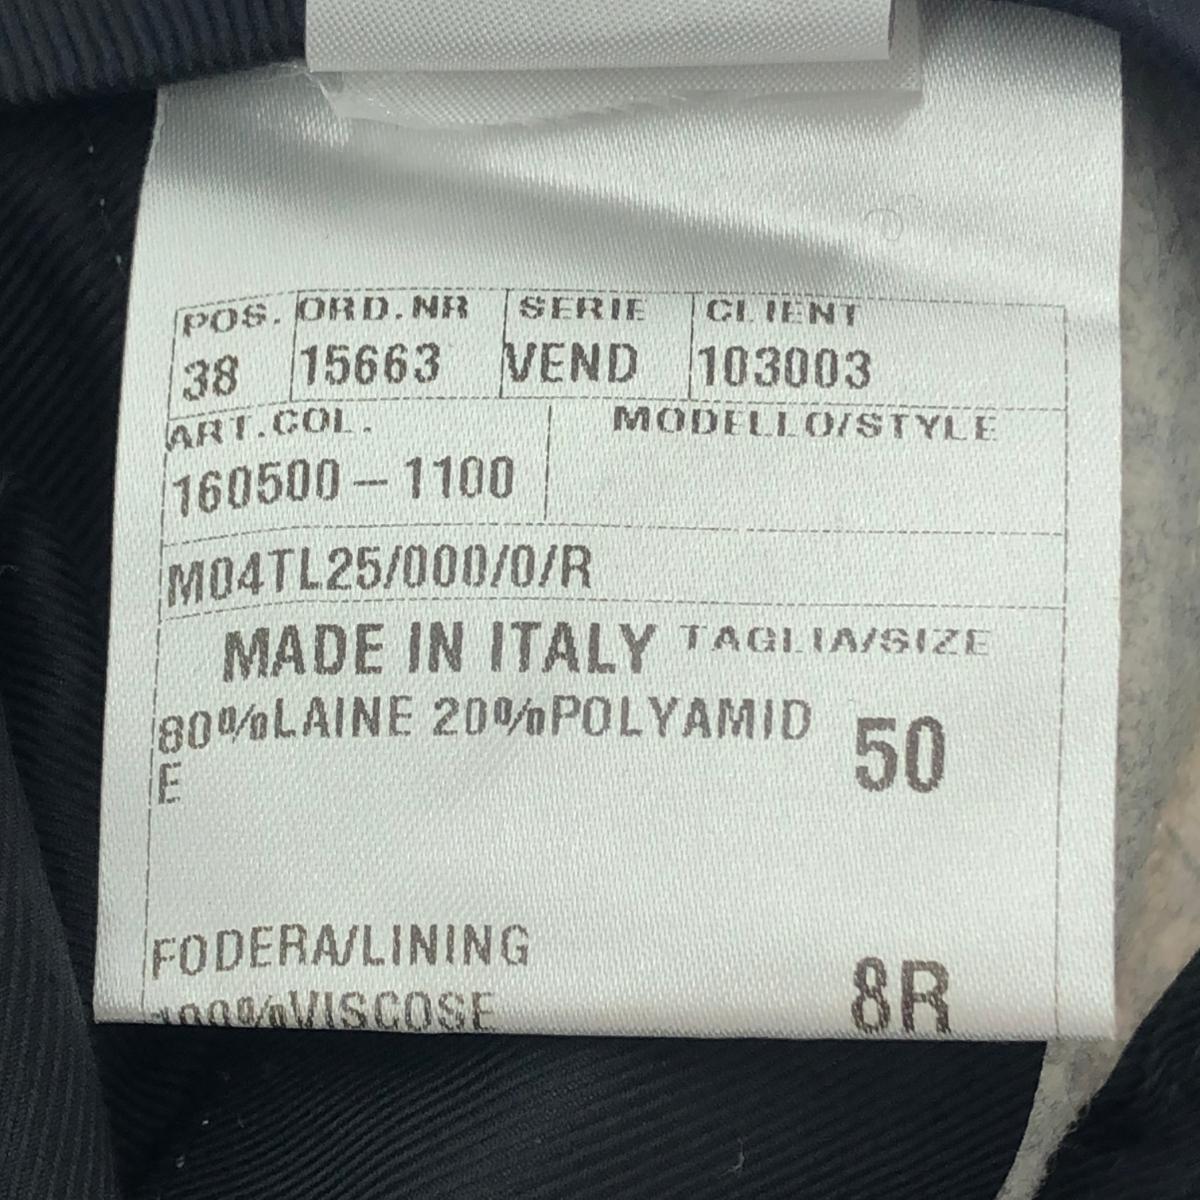 POS. ORD.NR SERIE CLIENT
38 15663 VEND 103003
ART.COL. MODELLO/STYLE
160500-1100
M04TL25/000/0/R
MADE IN ITALY TAGLIA/SIZE
80%LAINE 20%POLYAMID 50
E
FODERA/LINING
100%VISCOSE 8R